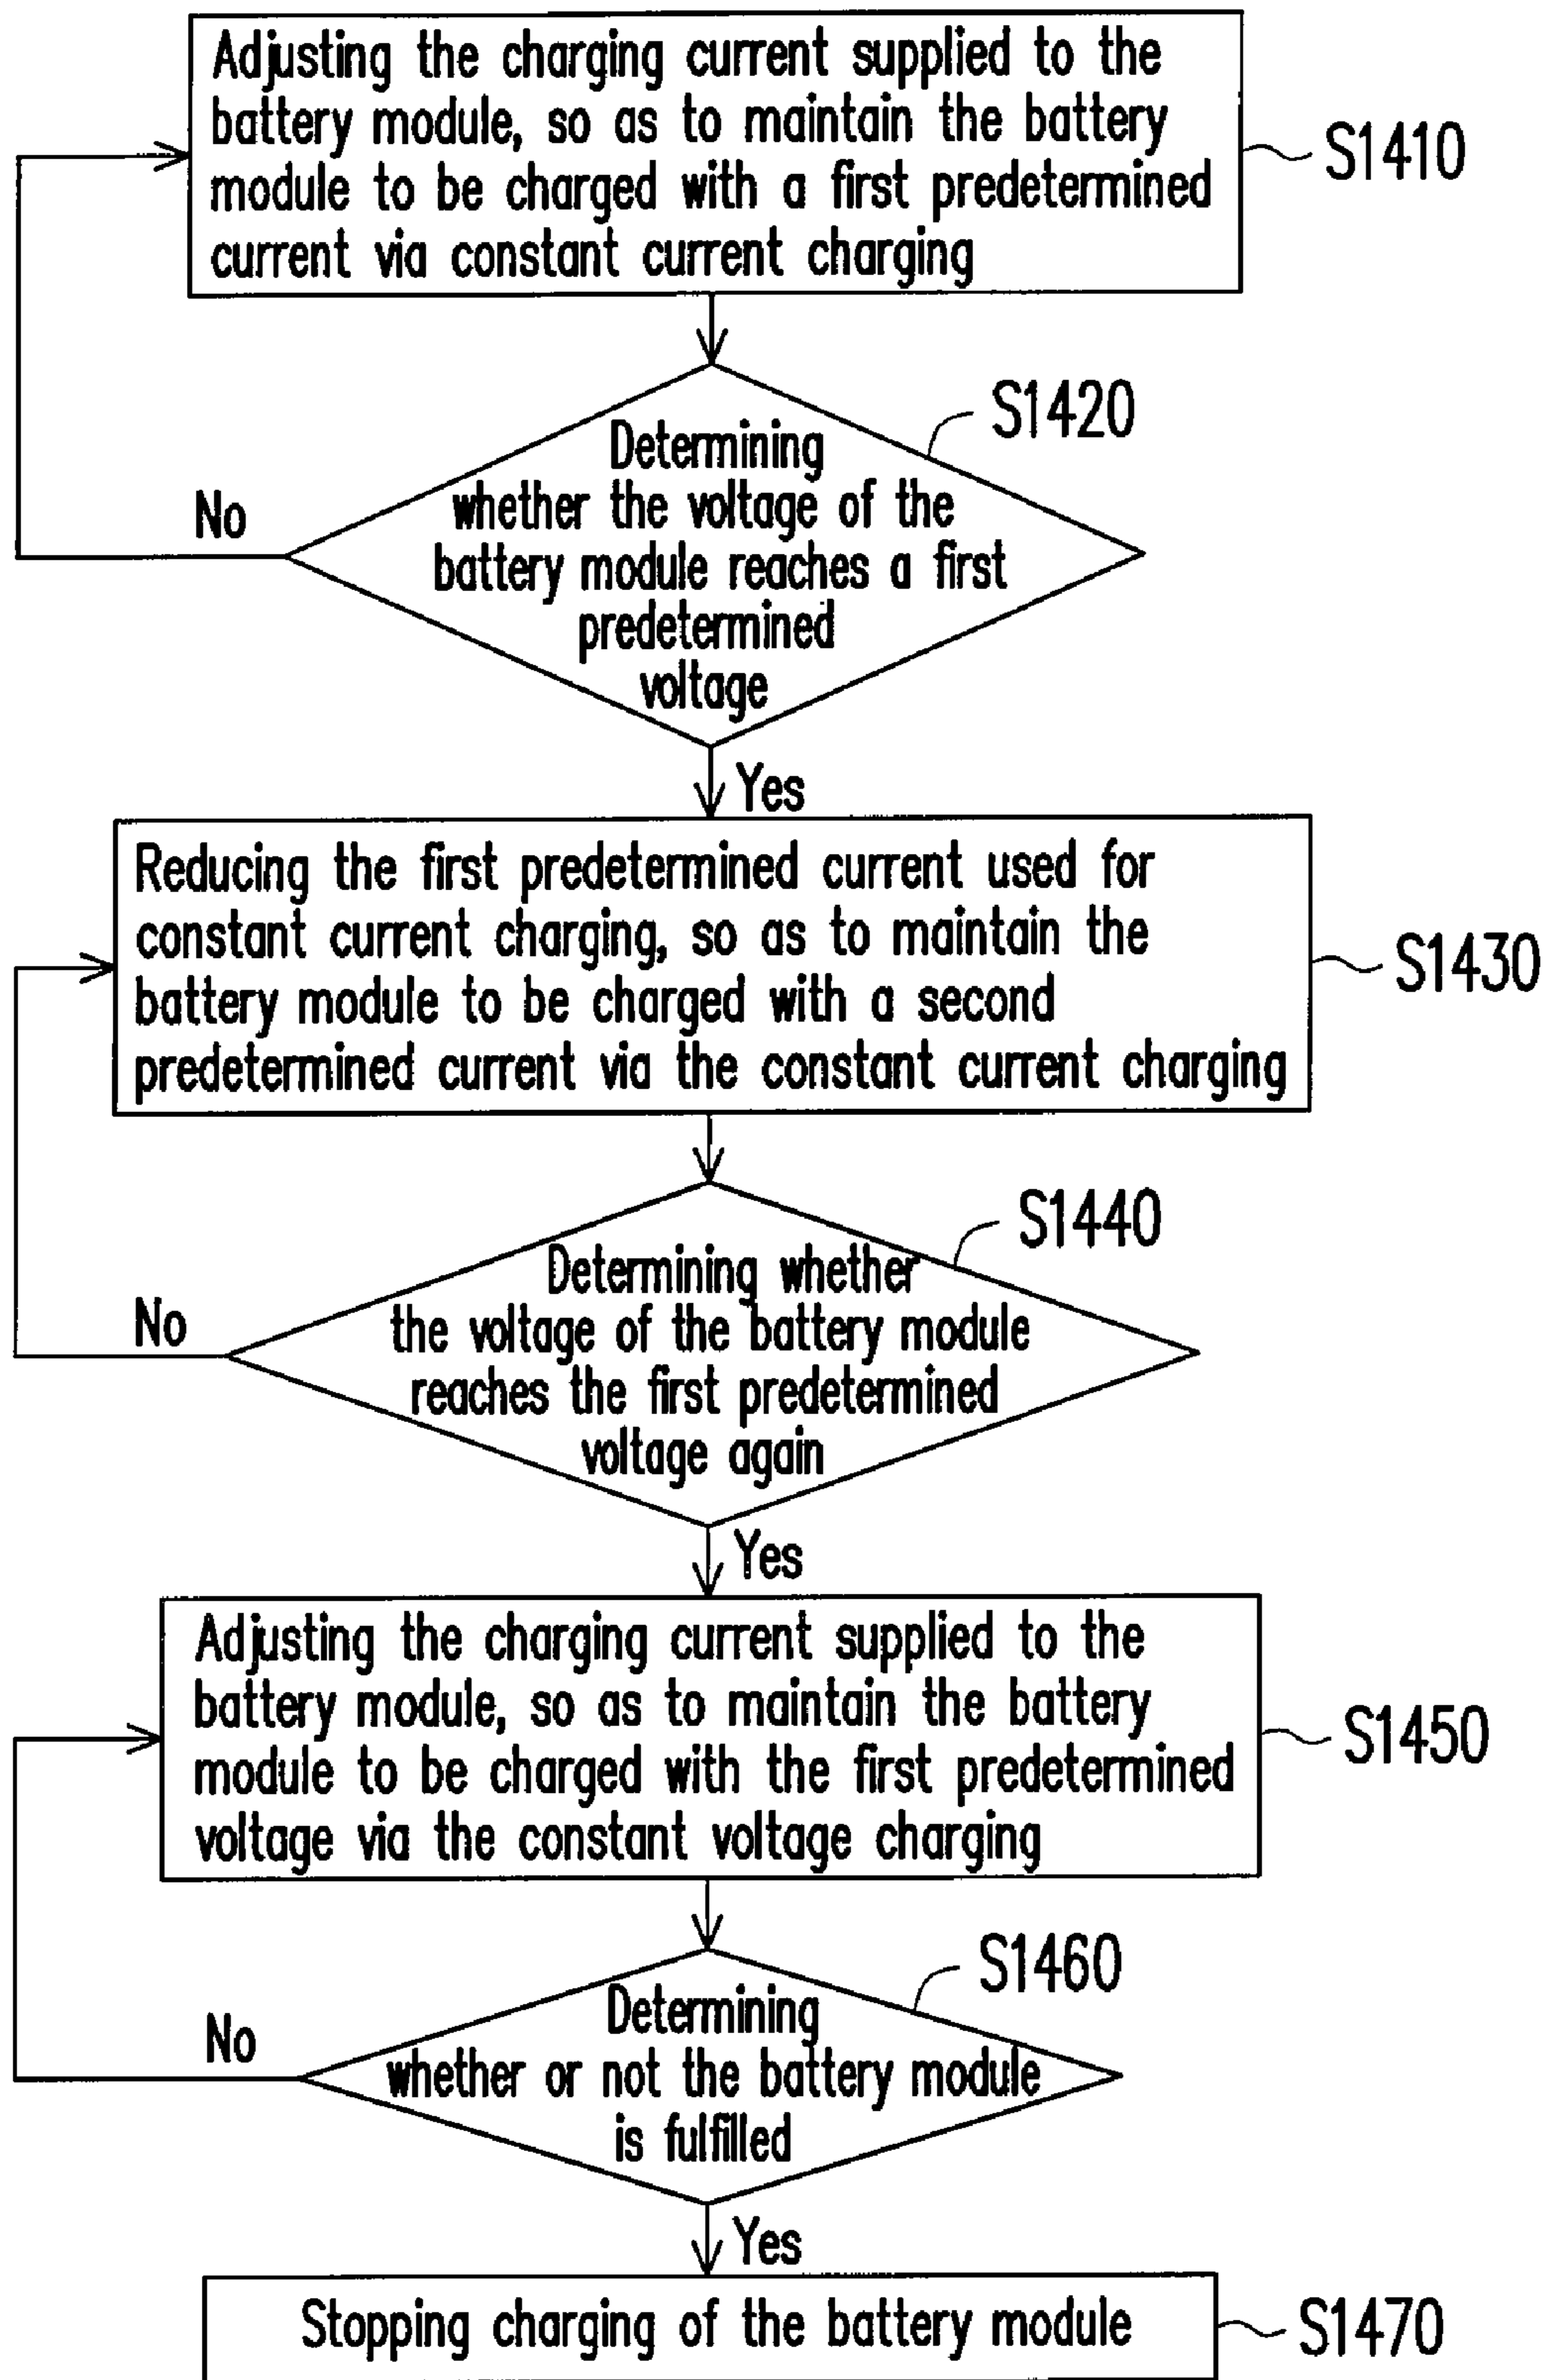 Adjusting the charging current supplied to the
battery module, so as to maintain the battery
module to be charged with a first predetermined
current via constant current charging
S1410
S1420
Determining
whether the voltage of the
battery module reaches a first
predetermined
voltage
No
Yes
Reducing the first predetermined current used for
constant current charging, so as to maintain the
battery module to be charged with a second
predetermined current via the constant current charging
S1430
S1440
Determining whether
the voltage of the battery module
reaches the first predetermined
voltage again
No
Yes
Adjusting the charging current supplied to the
battery module, so as to maintain the battery
module to be charged with the first predetermined
voltage via the constant voltage charging
S1450
S1460
Determining
whether or not the battery module
is fulfilled
No
Yes
Stopping charging of the battery module
S1470